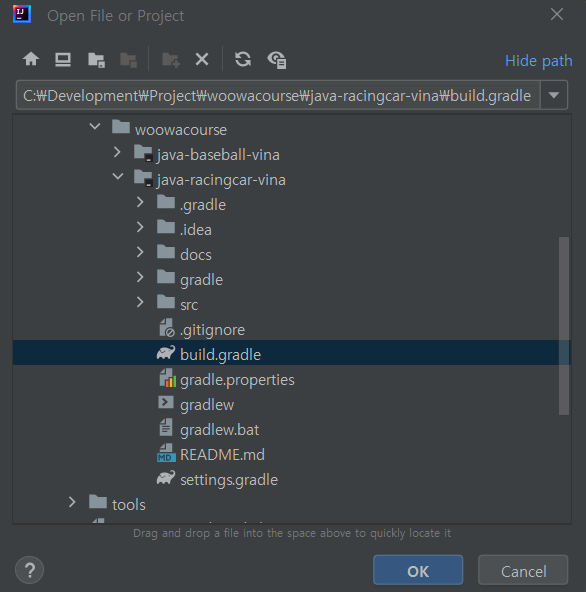 Open File or Project
Hide path
C:₩Development₩Project₩woowacourse₩java-racingcar-vina₩build.gradle
woowacourse
java-baseball-vina
java-racingcar-vina
.gradle
.idea
docs
gradle
src
.gitignore
build.gradle
gradle.properties
gradlew
gradlew.bat
README.md
settings.gradle
tools
Drag and drop a file into the space above to quickly locate it
?
OK
Cancel